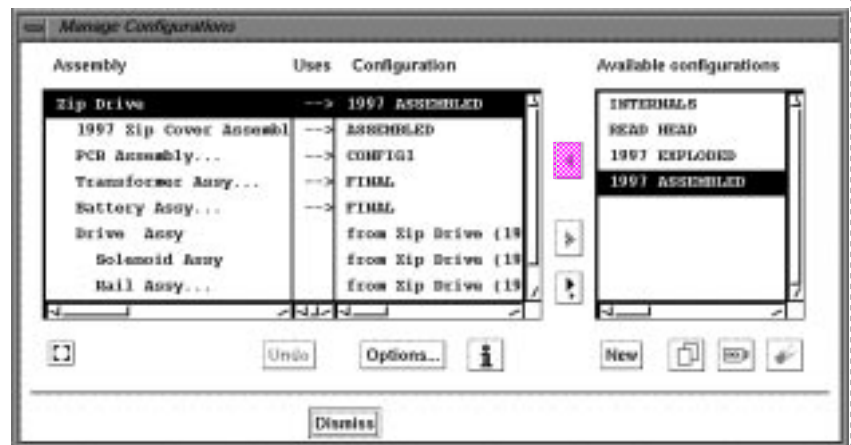 Manage Configurations
Assembly Uses Configuration Available configurations
Zip Drive --> 1997 ASSEMBLED
1997 Zip Cover Assembl --> ASSEMBLED
PCB Assembly... --> CONFIG1
Transformer Assy... --> FINAL
Battery Assy... --> FINAL
Drive Assy from Zip Drive (19
Solenoid Assy from Zip Drive (19
Rail Assy... from Zip Drive (19
INTERNALS
READ HEAD
1997 EXPLODED
1997 ASSEMBLED
Undo Options... i New
Dismiss